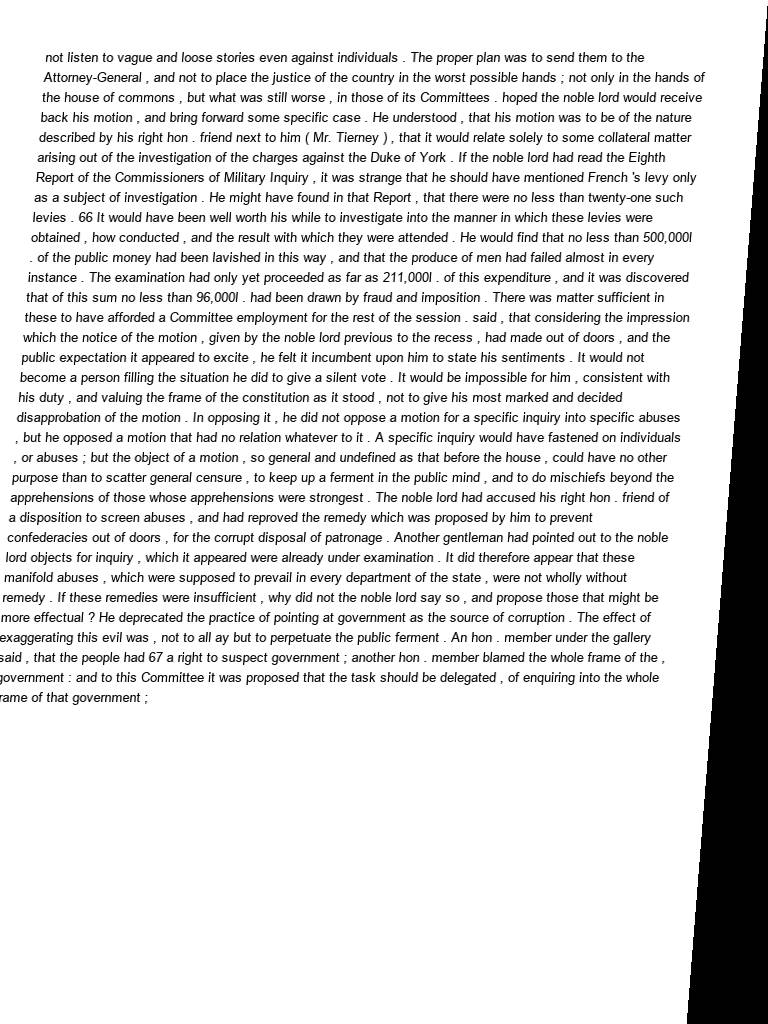 not listen to vague and loose stories even against individuals . The proper plan was to send them to the
Attorney-General , and not to place the justice of the country in the worst possible hands ; not only in the hands of
the house of commons , but what was still worse , in those of its Committees . hoped the noble lord would receive
back his motion , and bring forward some specific case . He understood , that his motion was to be of the nature
described by his right hon . friend next to him ( Mr. Tierney ) , that it would relate solely to some collateral matter
arising out of the investigation of the charges against the Duke of York . If the noble lord had read the Eighth
Report of the Commissioners of Military Inquiry , it was strange that he should have mentioned French 's levy only
as a subject of investigation . He might have found in that Report , that there were no less than twenty-one such
levies . 66 It would have been well worth his while to investigate into the manner in which these levies were
obtained , how conducted , and the result with which they were attended . He would find that no less than 500,000l
. of the public money had been lavished in this way , and that the produce of men had failed almost in every
instance . The examination had only yet proceeded as far as 211,000l . of this expenditure , and it was discovered
that of this sum no less than 96,000l . had been drawn by fraud and imposition . There was matter sufficient in
these to have afforded a Committee employment for the rest of the session . said , that considering the impression
which the notice of the motion , given by the noble lord previous to the recess , had made out of doors , and the
public expectation it appeared to excite , he felt it incumbent upon him to state his sentiments . It would not
become a person filling the situation he did to give a silent vote . It would be impossible for him , consistent with
his duty , and valuing the frame of the constitution as it stood , not to give his most marked and decided
disapprobation of the motion . In opposing it , he did not oppose a motion for a specific inquiry into specific abuses
, but he opposed a motion that had no relation whatever to it . A specific inquiry would have fastened on individuals
, or abuses ; but the object of a motion , so general and undefined as that before the house , could have no other
purpose than to scatter general censure , to keep up a ferment in the public mind , and to do mischiefs beyond the
apprehensions of those whose apprehensions were strongest . The noble lord had accused his right hon . friend of
a disposition to screen abuses , and had reproved the remedy which was proposed by him to prevent
confederacies out of doors , for the corrupt disposal of patronage . Another gentleman had pointed out to the noble
lord objects for inquiry , which it appeared were already under examination . It did therefore appear that these
manifold abuses , which were supposed to prevail in every department of the state , were not wholly without
remedy . If these remedies were insufficient , why did not the noble lord say so , and propose those that might be
more effectual ? He deprecated the practice of pointing at government as the source of corruption . The effect of
exaggerating this evil was , not to all ay but to perpetuate the public ferment . An hon . member under the gallery
said , that the people had 67 a right to suspect government ; another hon . member blamed the whole frame of the ,
government : and to this Committee it was proposed that the task should be delegated , of enquiring into the whole
rame of that government ;